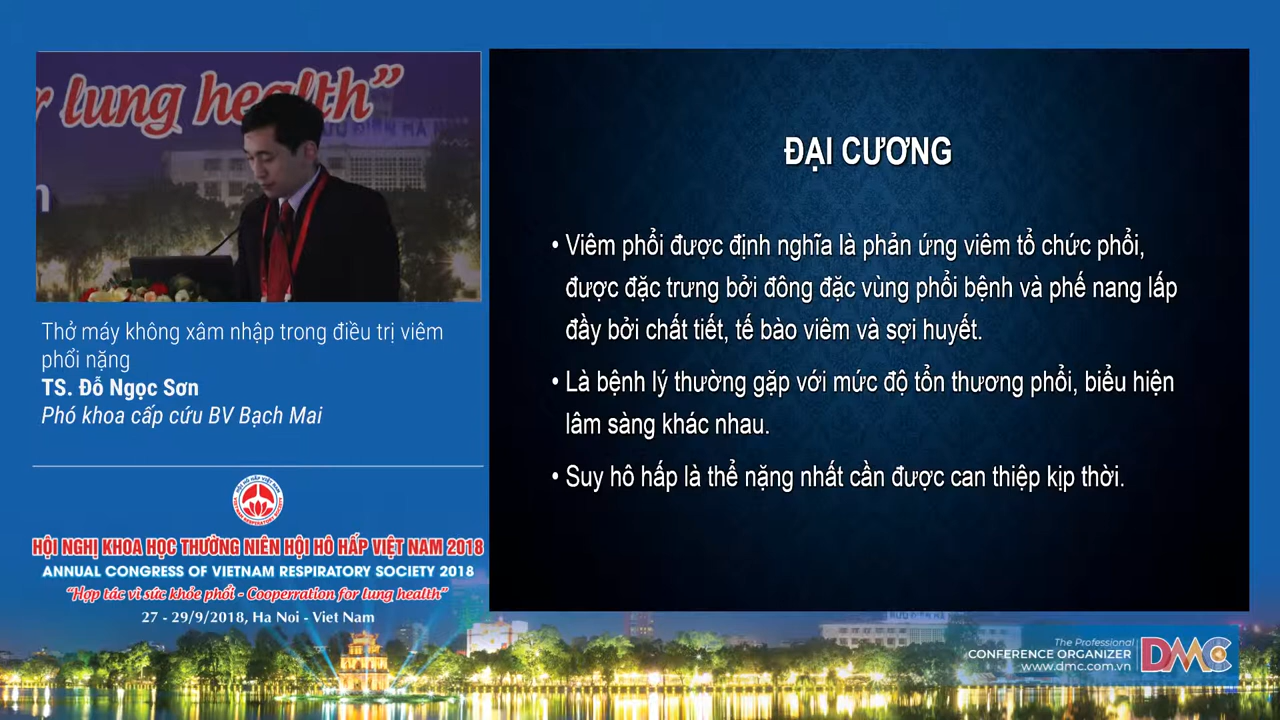 r lung health”
ĐẠI CƯƠNG
• Viêm phổi được định nghĩa là phản ứng viêm tổ chức phổi,
được đặc trưng bởi đông đặc vùng phổi bệnh và phế nang lấp
đầy bởi chất tiết, tế bào viêm và sợi huyết.
• Là bệnh lý thường gặp với mức độ tổn thương phổi, biểu hiện
lâm sàng khác nhau.
• Suy hô hấp là thể nặng nhất cần được can thiệp kịp thời.
Thở máy không xâm nhập trong điều trị viêm
phổi nặng
TS. Đỗ Ngọc Sơn
Phó khoa cấp cứu BV Bạch Mai
HỘI NGHỊ KHOA HỌC THƯỜNG NIÊN HỘI HÔ HẤP VIỆT NAM 2018
ANNUAL CONGRESS OF VIETNAM RESPIRATORY SOCIETY 2018
“Hợp tác vì sức khỏe phổi - Cooperration for lung health”
27 - 29/9/2018, Ha Noi - Viet Nam
The Professional
CONFERENCE ORGANIZER
www.dmc.com.vn
DMC